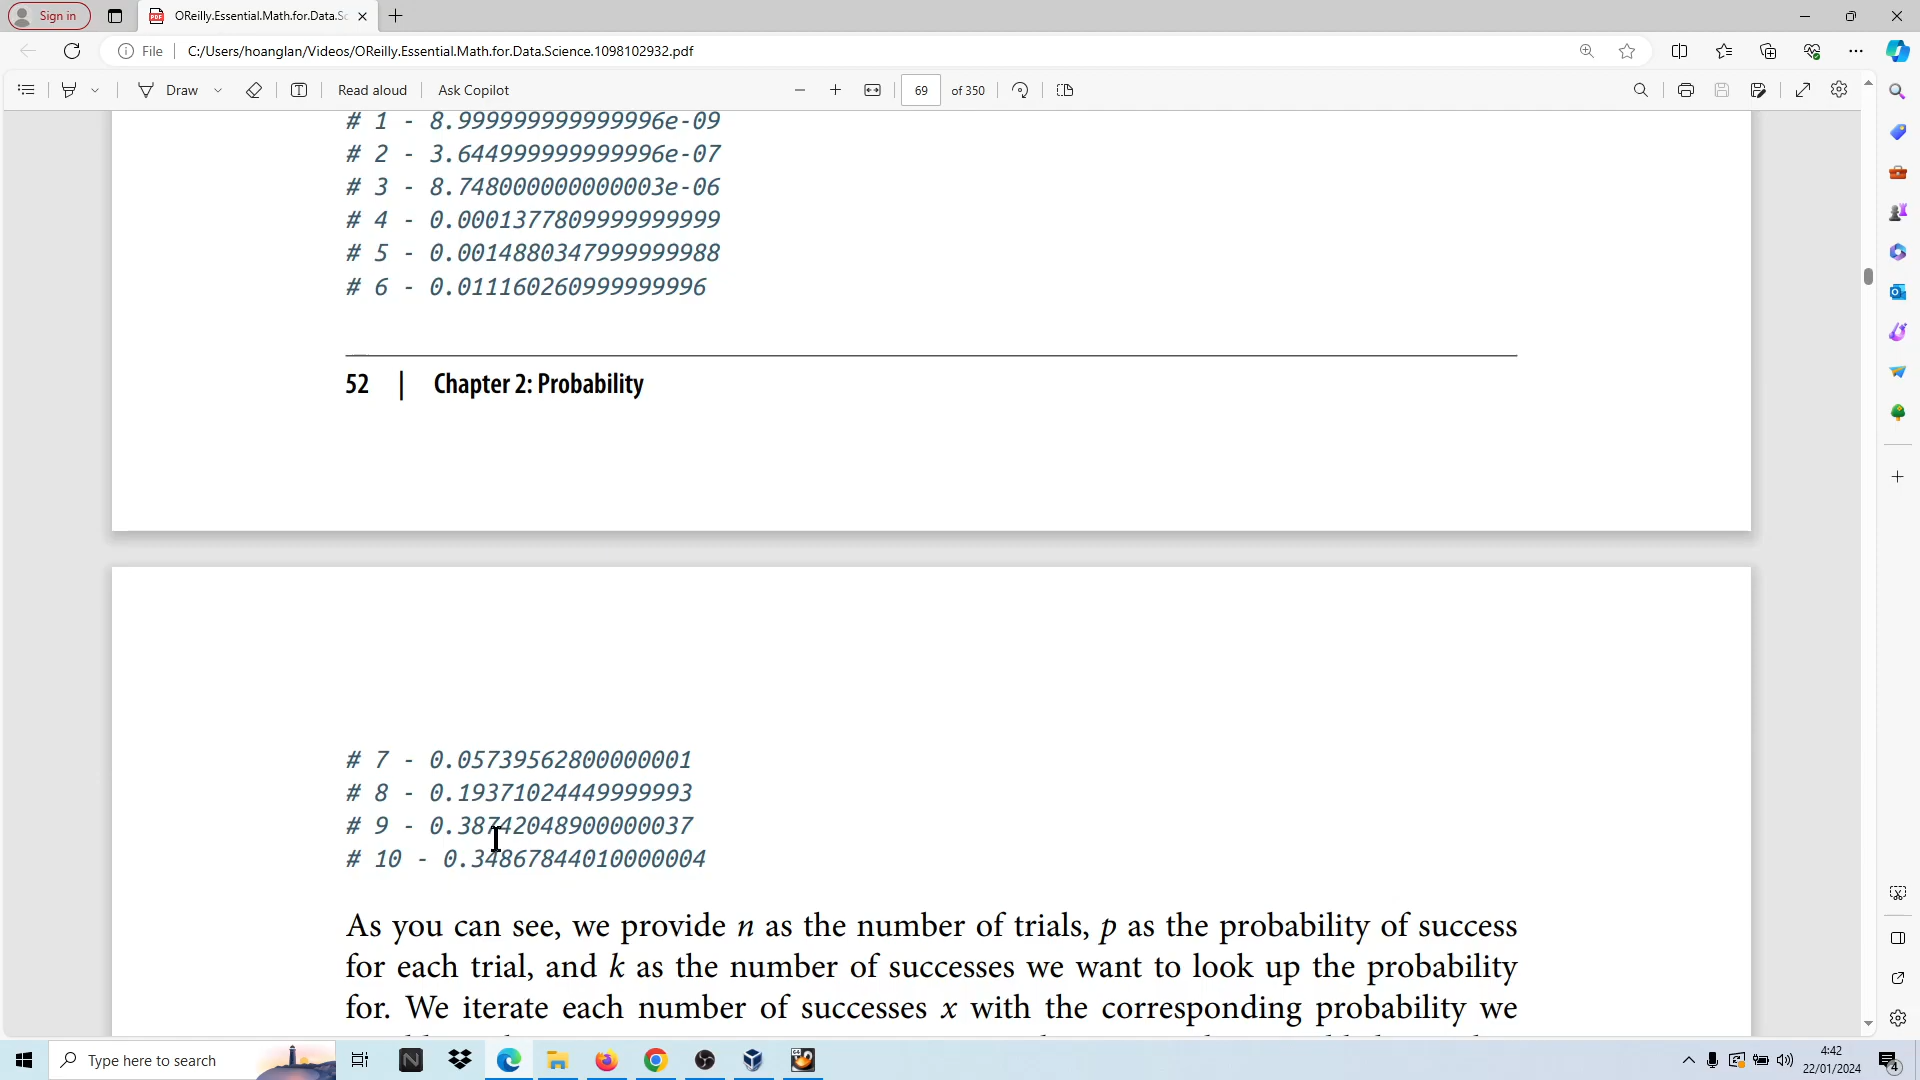 Sign in
OReilly.Essential.Math.for.Data.Sc
File
C:/Users/hoanglan/Videos/OReilly.Essential.Math.for.Data.Science.1098102932.pdf
Draw
Read aloud
Ask Copilot
69
of 350
# 1 - 8.999999999999996e-09
# 2 - 3.644999999999996e-07
# 3 - 8.748000000000003e-06
# 4 - 0.0001377809999999999
# 5 - 0.0014880347999999988
# 6 - 0.011160260999999996
52 | Chapter 2: Probability
# 7 - 0.05739562800000001
# 8 - 0.19371024449999993
# 9 - 0.38742048900000037
# 10 - 0.34867844010000004
As you can see, we provide n as the number of trials, p as the probability of success
for each trial, and k as the number of successes we want to look up the probability
for. We iterate each number of successes x with the corresponding probability we
Type here to search
4:42
22/01/2024
4